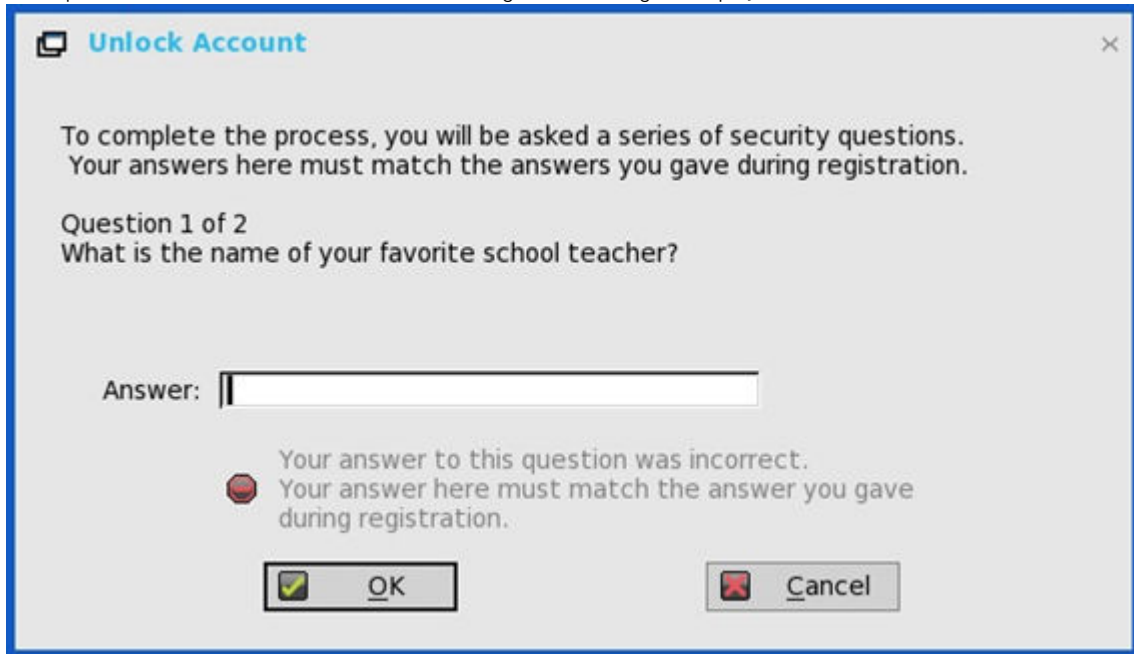 Unlock Account
To complete the process, you will be asked a series of security questions.
Your answers here must match the answers you gave during registration.
Question 1 of 2
What is the name of your favorite school teacher?
Answer:
Your answer to this question was incorrect.
Your answer here must match the answer you gave
during registration.
OK
Cancel